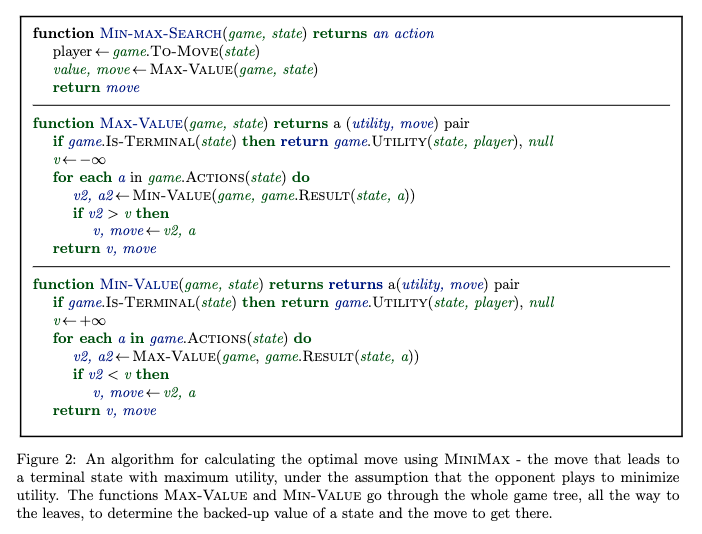 function Min-max-Search(game, state) returns an action
player←game.To-Move(state)
value, move←Max-Value(game, state)
return move
function Max-Value(game, state) returns a (utility, move) pair
if game.Is-Terminal(state) then return game.Utility(state, player), null
v←−∞
for each a in game.Actions(state) do
v2, a2←Min-Value(game, game.Result(state, a))
if v2 > v then
v, move←v2, a
return v, move
function Min-Value(game, state) returns returns a(utility, move) pair
if game.Is-Terminal(state) then return game.Utility(state, player), null
v←+∞
for each a in game.Actions(state) do
v2, a2←Max-Value(game, game.Result(state, a))
if v2 < v then
v, move←v2, a
return v, move
Figure 2: An algorithm for calculating the optimal move using MiniMax - the move that leads to
a terminal state with maximum utility, under the assumption that the opponent plays to minimize
utility. The functions Max-Value and Min-Value go through the whole game tree, all the way to
the leaves, to determine the backed-up value of a state and the move to get there.